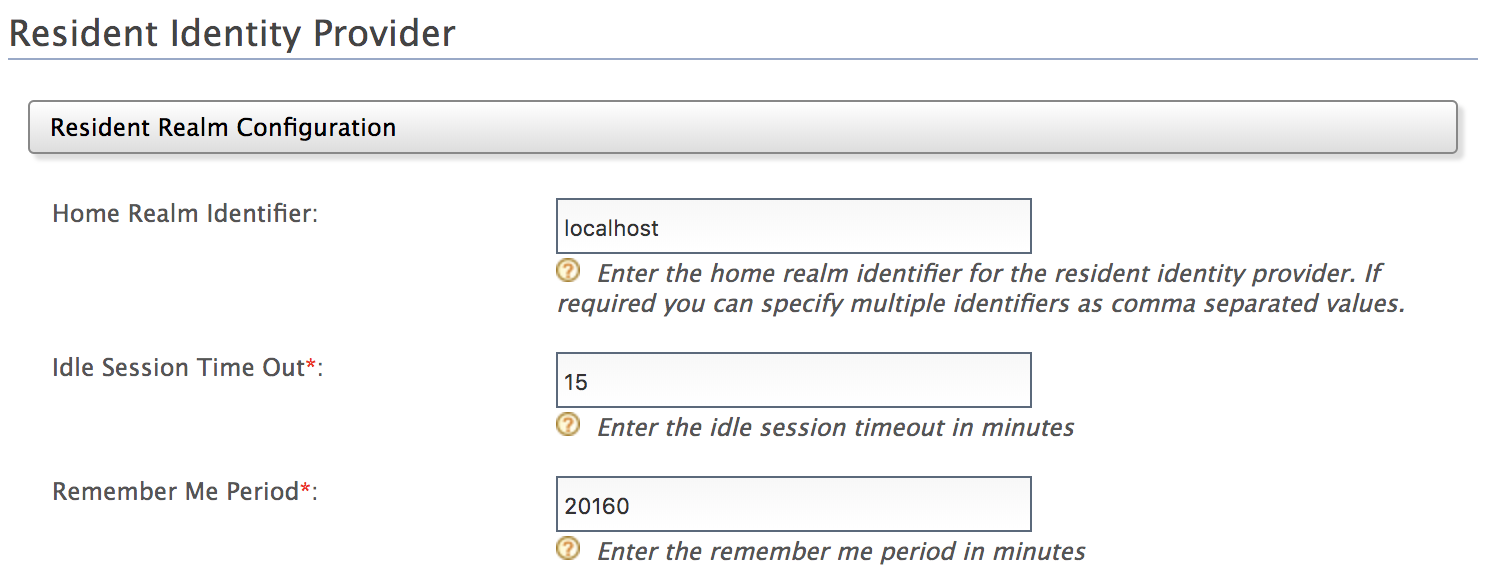 Resident Identity Provider
Resident Realm Configuration
Home Realm Identifier:
localhost
Enter the home realm identifier for the resident identity provider. If
required you can specify multiple identifiers as comma separated values.
Idle Session Time Out*:
15
Enter the idle session timeout in minutes
Remember Me Period*:
20160
Enter the remember me period in minutes